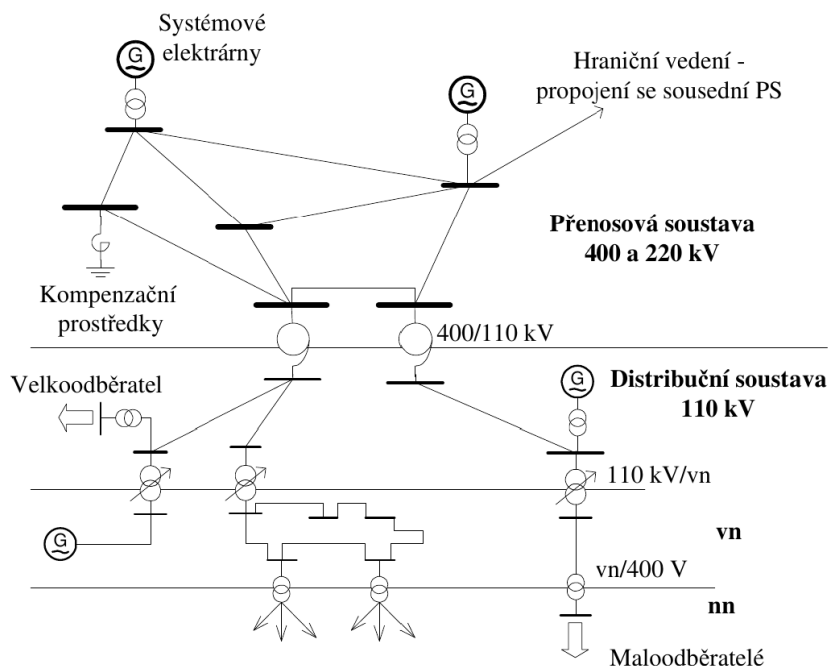 Systémové
elektrárny
G
G
Hraniční vedení -
propojení se sousední PS
Přenosová soustava
400 a 220 kV
Kompenzační
prostředky
400/110 kV
Velkoodběratel
G
Distribuční soustava
110 kV
110 kV/vn
G
vn
vn/400 V
nn
Maloodběratelé